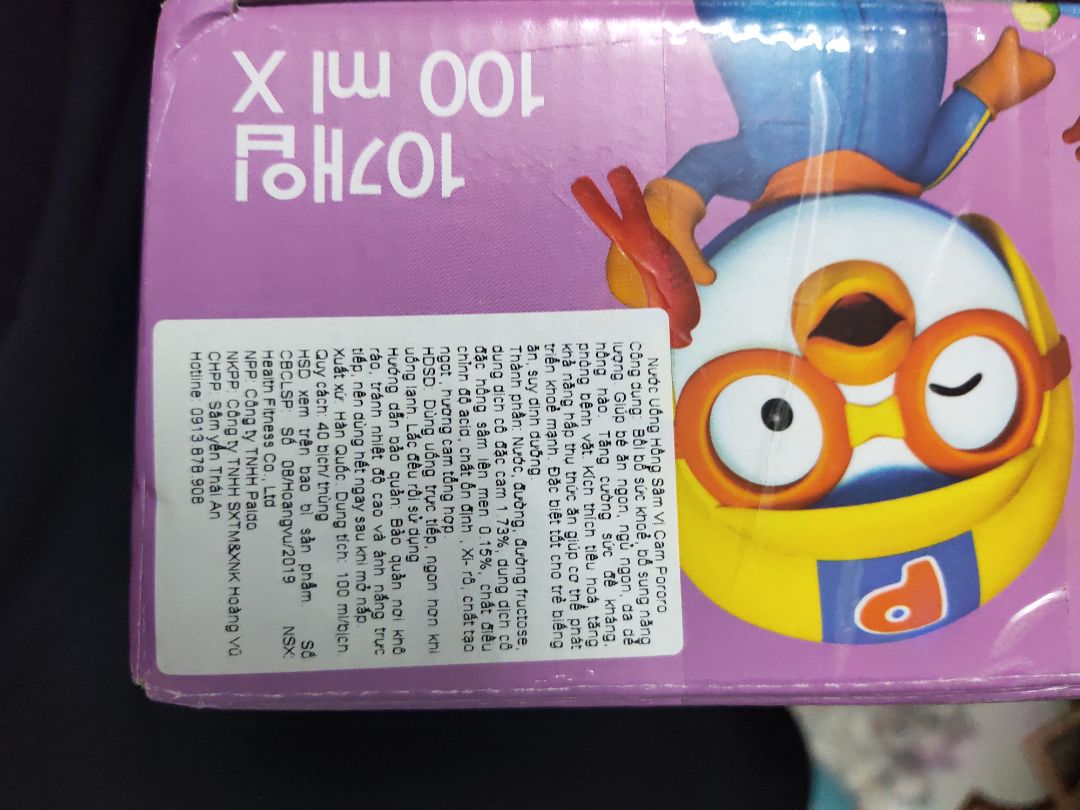 100 ml X
10개입
P
Nước uống Hồng Sâm Vị Cam Pororo
Công dụng: Bồi bổ sức khoẻ, bổ sung năng
lượng. Giúp bé ăn ngon, ngủ ngon, da dẻ
hồng hào. Tăng cường sức đề kháng,
phòng bệnh vặt. Kích thích tiêu hoá, tăng
khả năng hấp thu thức ăn giúp cơ thể phát
triển khoẻ mạnh. Đặc biệt tốt cho trẻ biếng
ăn, suy dinh dưỡng.
Thành phần: Nước, đường, đường fructose,
dung dịch cô đặc cam 1.73%, dung dịch cô
đặc hồng sâm lên men 0.15%, chất điều
chỉnh độ acid, chất ổn định , Xi- rô, chất tạo
ngọt, hương cam tổng hợp.
HDSD: Dùng uống trực tiếp, ngon hơn khi
uống lạnh. Lắc đều rồi sử dụng
Hướng dẫn bảo quản: Bảo quản nơi khô
ráo, tránh nhiệt độ cao và ánh nắng trực
tiếp, nên dùng hết ngay sau khi mở nắp.
Xuất xứ: Hàn Quốc. Dung tích: 100 ml/bịch
Quy cách: 40 bịch/ thùng
HSD xem trên bao bì sản phẩm. Số
CBCLSP: Số 08/Hoangvu/2019 NSX:
Health Fitness Co, Ltd
NPP: Công ty TNHH Paldo
NKPP: Công ty TNHH SXTM&XNK Hoàng Vũ
CHPP: Sâm yến Thái An
Hotline: 0913.878.908